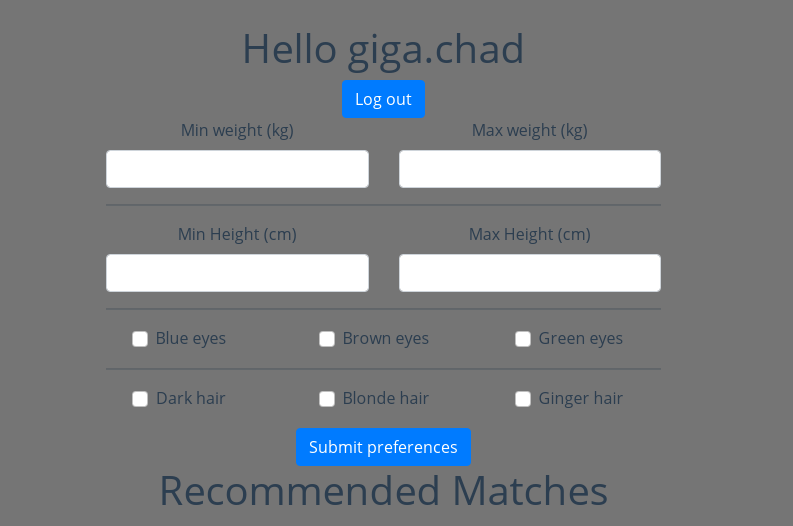 Hello giga.chad
Log out
Min weight (kg) Max weight (kg)
Min Height (cm) Max Height (cm)
Blue eyes Brown eyes Green eyes
Dark hair Blonde hair Ginger hair
Submit preferences
Recommended Matches